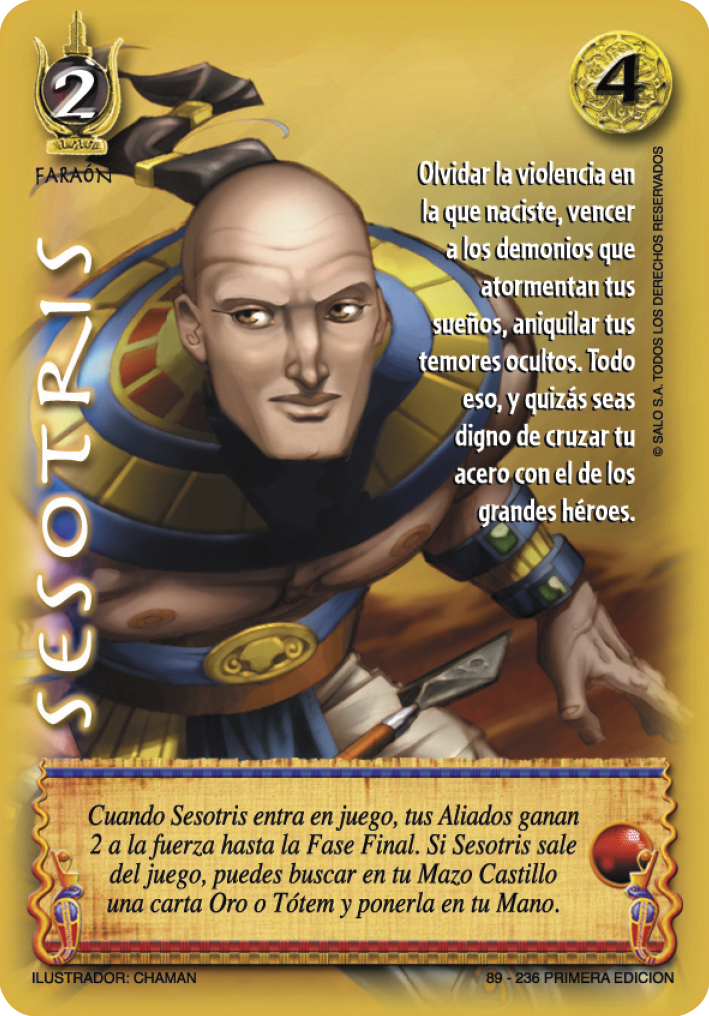 2
4
FARAÓN
SESOTRIS
Olvidar la violencia en
la que naciste, vencer
a los demonios que
atormentan tus
sueños, aniquilar tus
temores ocultos. Todo
eso, y quizás seas
digno de cruzar tu
acero con el de los
grandes héroes.
© SALO S.A. TODOS LOS DERECHOS RESERVADOS
Cuando Sesotris entra en juego, tus Aliados ganan
2 a la fuerza hasta la Fase Final. Si Sesotris sale
del juego, puedes buscar en tu Mazo Castillo
una carta Oro o Tótem y ponerla en tu Mano.
ILUSTRADOR: CHAMAN
89 - 236 PRIMERA EDICION